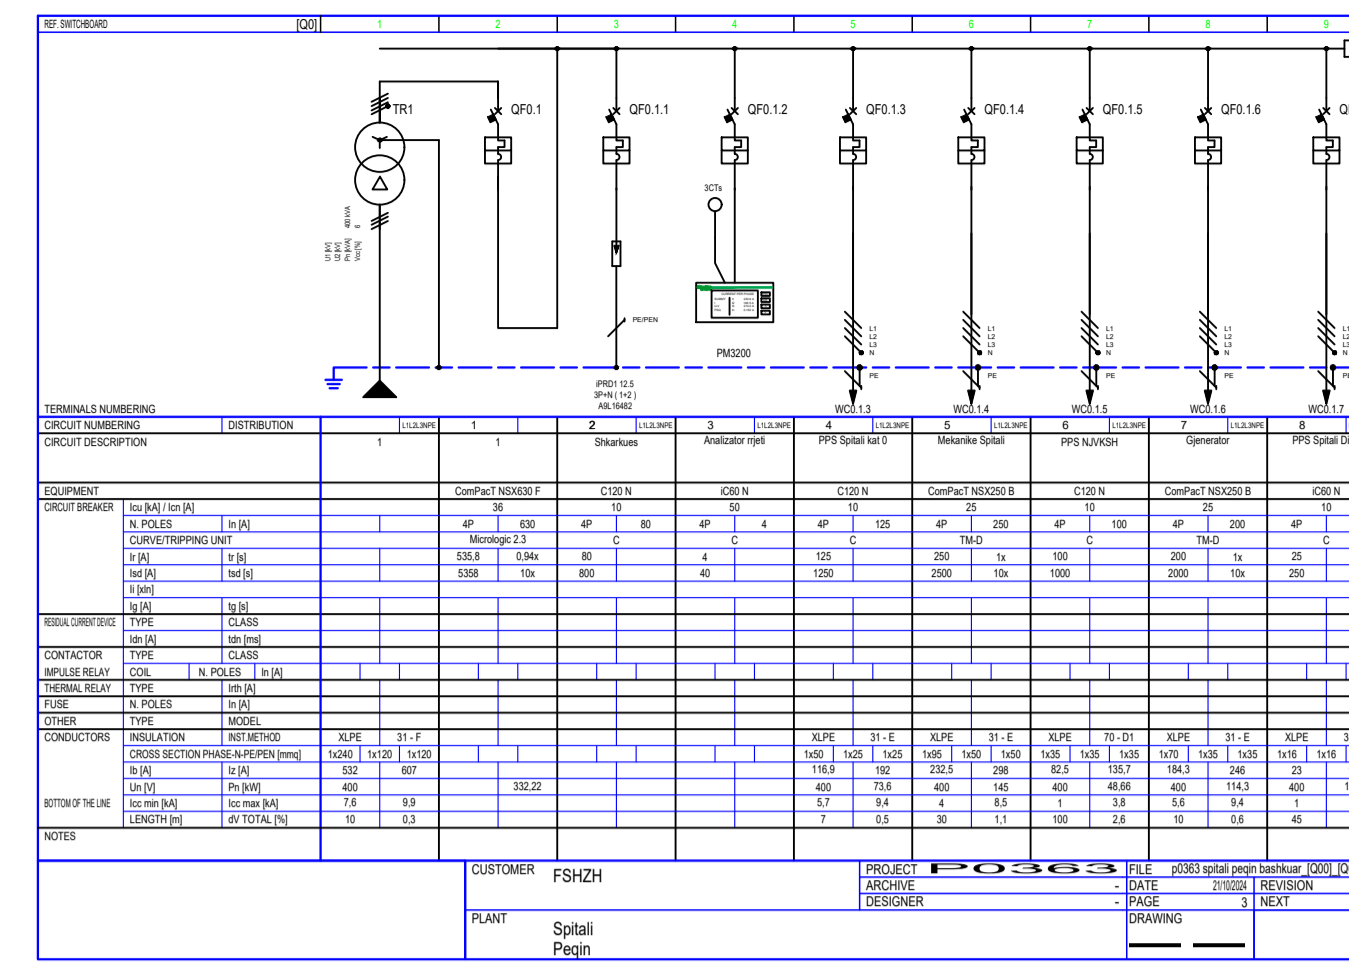 REF. SWITCHBOARD [Q0] 1 2 3 4 5 6 7 8 9
TR1 QF0.1 QF0.1.1 QF0.1.2 QF0.1.3 QF0.1.4 QF0.1.5 QF0.1.6
3CTs
U1 [kV]
U2 [kV]
Pn [kVA] 400 kVA
Vcc [%] 6
PE/PEN
L1 L1 L1 L1 L1
L2 L2 L2 L2 L2
L3 L3 L3 L3 L3
N N N N N
PM3200
PE PE PE PE PE
iPRD1 12.5
3P+N ( 1+2 )
A9L16482
TERMINALS NUMBERING WC0.1.3 WC0.1.4 WC0.1.5 WC0.1.6 WC0.1.7
CIRCUIT NUMBERING DISTRIBUTION L1L2L3NPE 1 2 L1L2L3NPE 3 L1L2L3NPE 4 L1L2L3NPE 5 L1L2L3NPE 6 L1L2L3NPE 7 L1L2L3NPE 8
CIRCUIT DESCRIPTION 1 1 Shkarkues Analizator rrjeti PPS Spitali kat 0 Mekanike Spitali PPS NJVKSH Gjenerator PPS Spitali Di
EQUIPMENT ComPacT NSX630 F C120 N iC60 N C120 N ComPacT NSX250 B C120 N ComPacT NSX250 B iC60 N
CIRCUIT BREAKER Icu [kA] / Icn [A] 36 10 50 10 25 10 25 10
N. POLES In [A] 4P 630 4P 80 4P 4 4P 125 4P 250 4P 100 4P 200 4P
CURVE/TRIPPING UNIT Micrologic 2.3 C C C TM-D C TM-D C
Ir [A] tr [s] 535,8 0,94x 80 4 125 250 1x 100 200 1x 25
Isd [A] tsd [s] 5358 10x 800 40 1250 2500 10x 1000 2000 10x 250
Ii [xIn]
Ig [A] tg [s]
RESIDUAL CURRENT DEVICE TYPE CLASS
Idn [A] tdn [ms]
CONTACTOR TYPE CLASS
IMPULSE RELAY COIL N. POLES In [A]
THERMAL RELAY TYPE Irth [A]
FUSE N. POLES In [A]
OTHER TYPE MODEL
CONDUCTORS INSULATION INST.METHOD XLPE 31 - F XLPE 31 - E XLPE 31 - E XLPE 70 - D1 XLPE 31 - E XLPE 3
CROSS SECTION PHASE-N-PE/PEN [mmq] 1x240 1x120 1x120 1x50 1x25 1x25 1x95 1x50 1x50 1x35 1x35 1x35 1x70 1x35 1x35 1x16 1x16
Ib [A] Iz [A] 532 607 116,9 192 232,5 298 82,5 135,7 184,3 246 23
Un [V] Pn [kW] 400 332,22 400 73,6 400 145 400 48,66 400 114,3 400 1
BOTTOM OF THE LINE Icc min [kA] Icc max [kA] 7,6 9,9 5,7 9,4 4 8,5 1 3,8 5,6 9,4 1
LENGTH [m] dV TOTAL [%] 10 0,3 7 0,5 30 1,1 100 2,6 10 0,6 45
NOTES
CUSTOMER FSHZH
PROJECT P0363 FILE p0363 spitali peqin bashkuar_[Q00]_[Q
ARCHIVE - DATE 21/10/2024 REVISION
DESIGNER - PAGE 3 NEXT
PLANT Spitali
Peqin
DRAWING